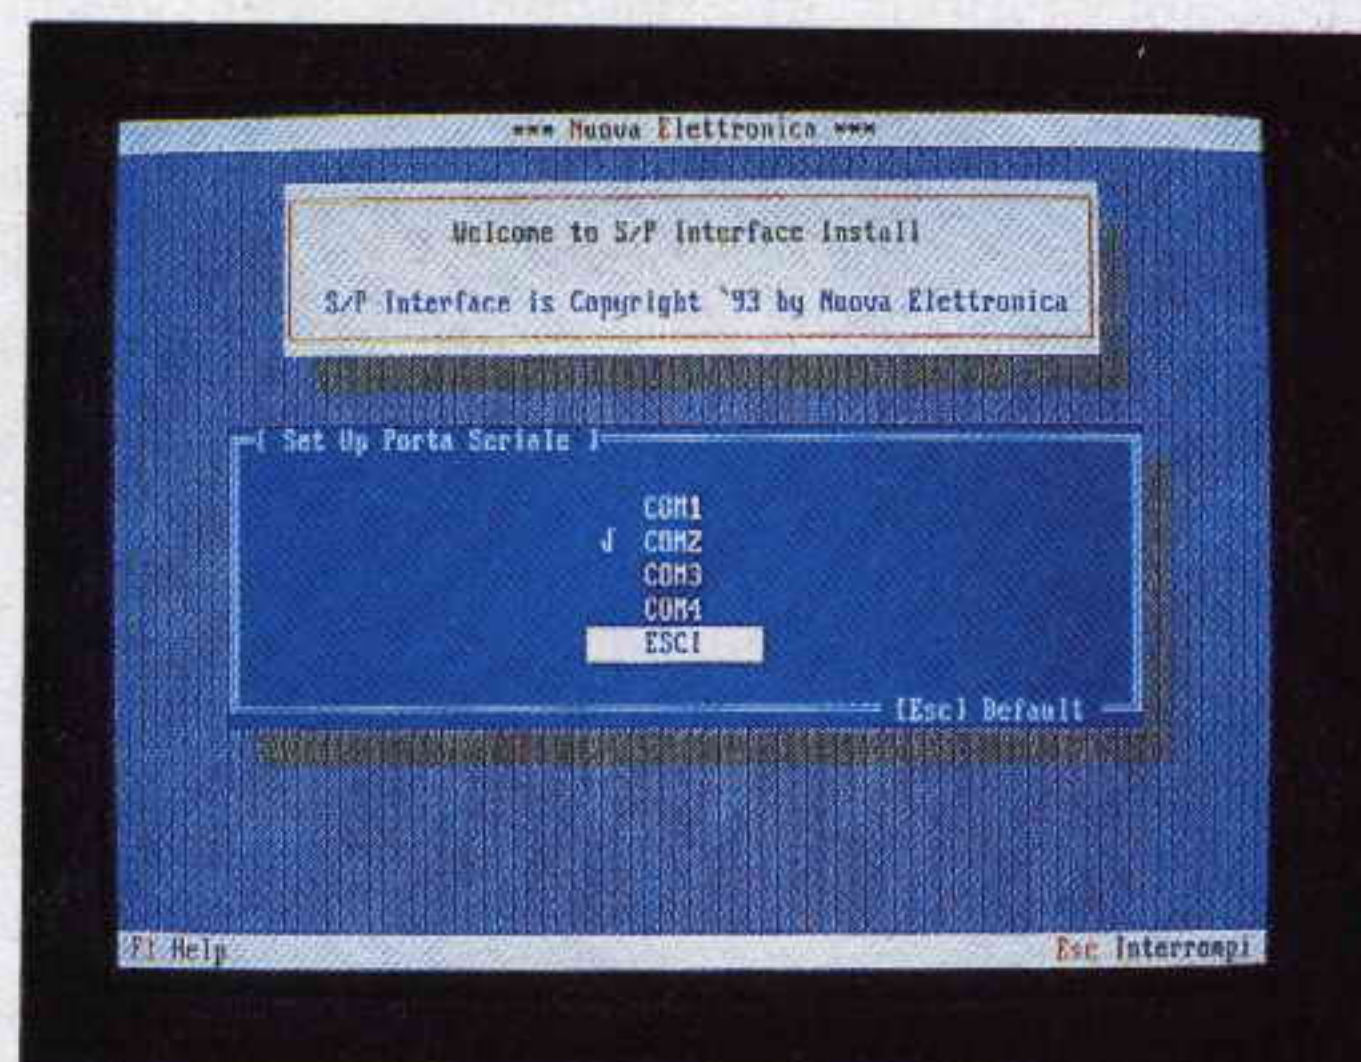 *** Nuova Elettronica ***
Welcome to S/P Interface Install
S/P Interface is Copyright `93 by Nuova Elettronica
[ Set Up Porta Seriale ]
COM1
√ COM2
COM3
COM4
ESCI
[Esc] Default
F1 Help
Esc Interrompi